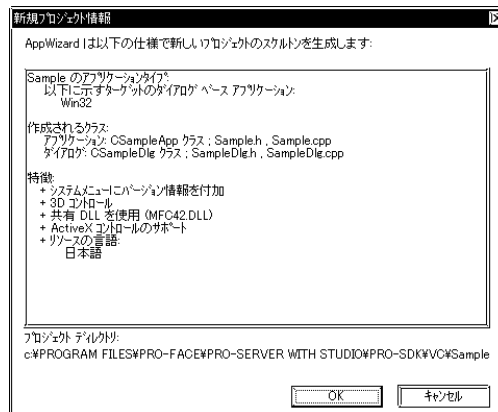 新規ﾌﾟﾛｼﾞｪｸﾄ情報
AppWizard は以下の仕様で新しいﾌﾟﾛｼﾞｪｸﾄのスケルトンを生成します:
Sample のｱﾌﾟﾘｹｰｼｮﾝﾀｲﾌﾟ:
以下に示すﾀｰｹﾞｯﾄのﾀﾞｲｱﾛｸﾞ ﾍﾞｰｽ ｱﾌﾟﾘｹｰｼｮﾝ:
Win32
作成されるｸﾗｽ:
ｱﾌﾟﾘｹｰｼｮﾝ: CSampleApp ｸﾗｽ ; Sample.h , Sample.cpp
ﾀﾞｲｱﾛｸﾞ: CSampleDlg ｸﾗｽ ; SampleDlg.h , SampleDlg.cpp
特徴:
+ ｼｽﾃﾑﾒﾆｭｰにﾊﾞｰｼﾞｮﾝ情報を付加
+ 3D ｺﾝﾄﾛｰﾙ
+ 共有 DLL を使用 (MFC42.DLL)
+ ActiveX ｺﾝﾄﾛｰﾙのｻﾎﾟｰﾄ
+ ﾘｿｰｽの言語:
日本語
ﾌﾟﾛｼﾞｪｸﾄ ﾃﾞｨﾚｸﾄﾘ:
c:¥PROGRAM FILES¥PRO-FACE¥PRO-SERVER WITH STUDIO¥PRO-SDK¥VC¥Sample
OK ｷｬﾝｾﾙ